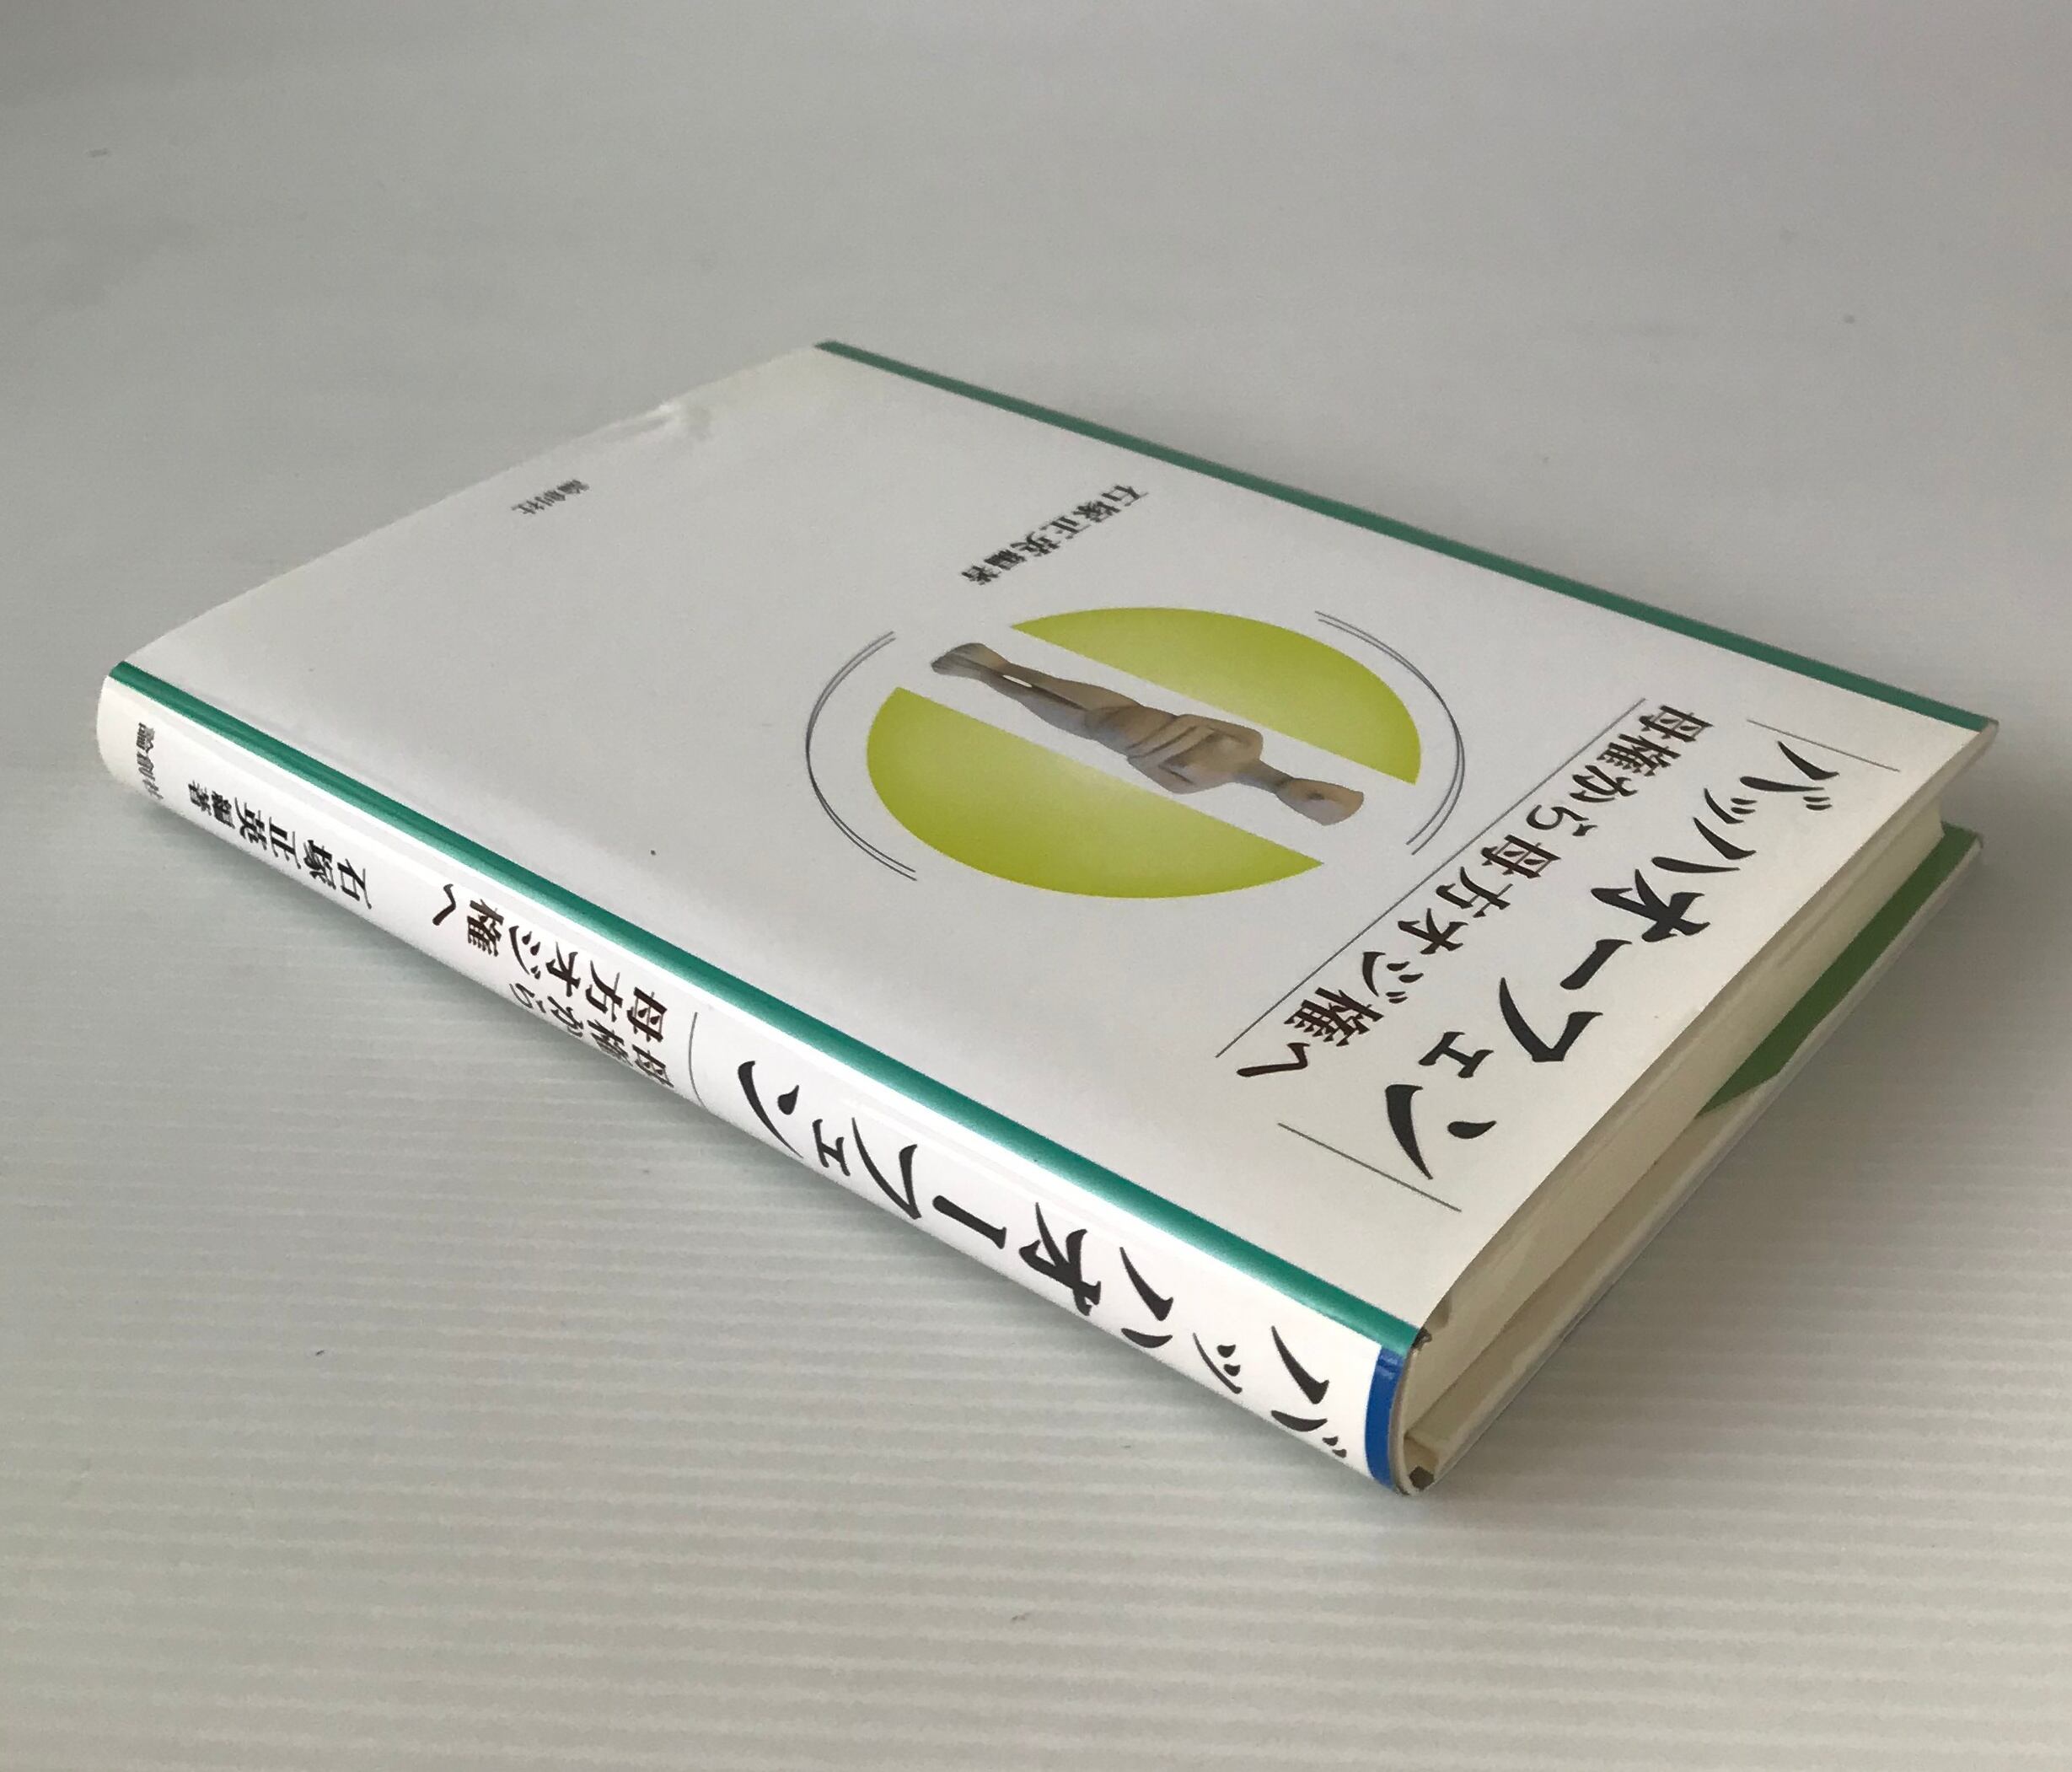 バッハオーフェン
母権から母方オジ権へ
石塚正英編著
論創社
バッハオーフェン
母権から
母方オジ権へ
石塚正英編著
論創社